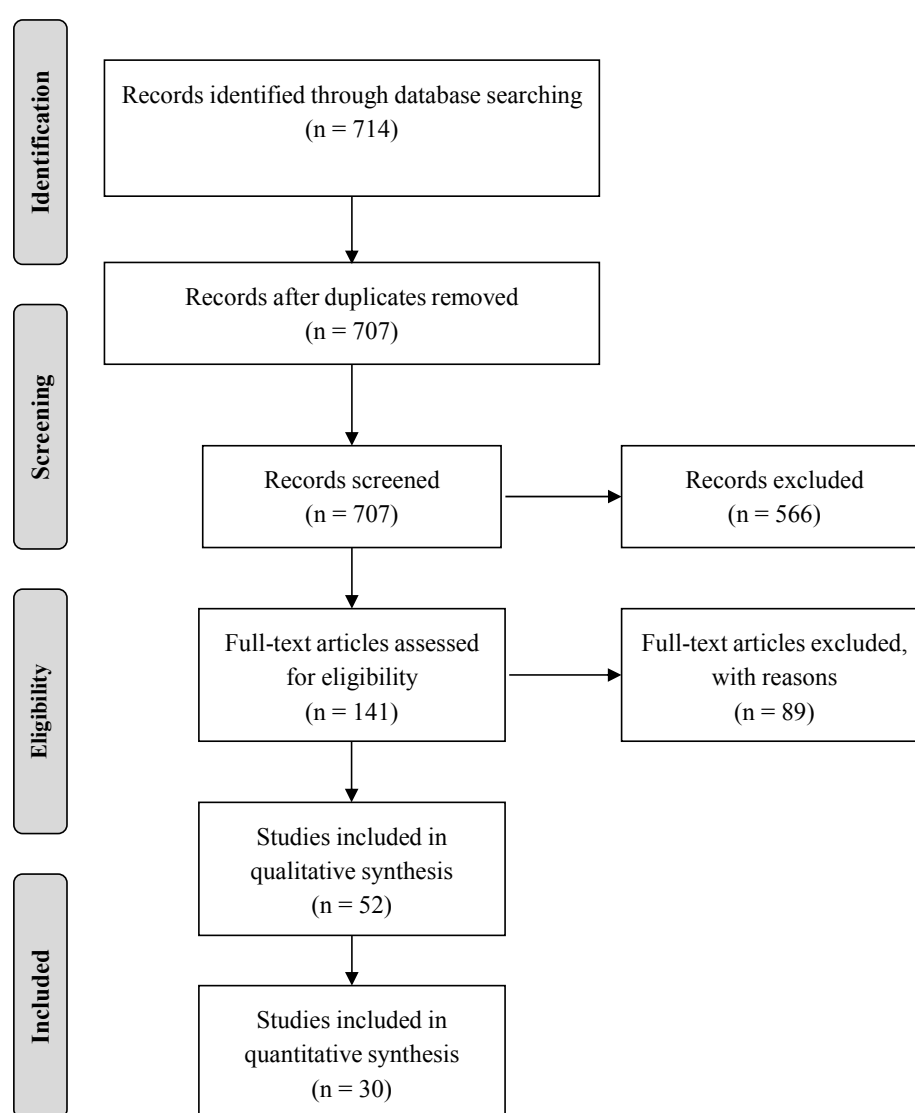 Identification
Records identified through database searching
(n = 714)
Records after duplicates removed
(n = 707)
Screening
Records screened
(n = 707)
Records excluded
(n = 566)
Eligibility
Full-text articles assessed
for eligibility
(n = 141)
Full-text articles excluded,
with reasons
(n = 89)
Studies included in
qualitative synthesis
(n = 52)
Included
Studies included in
quantitative synthesis
(n = 30)